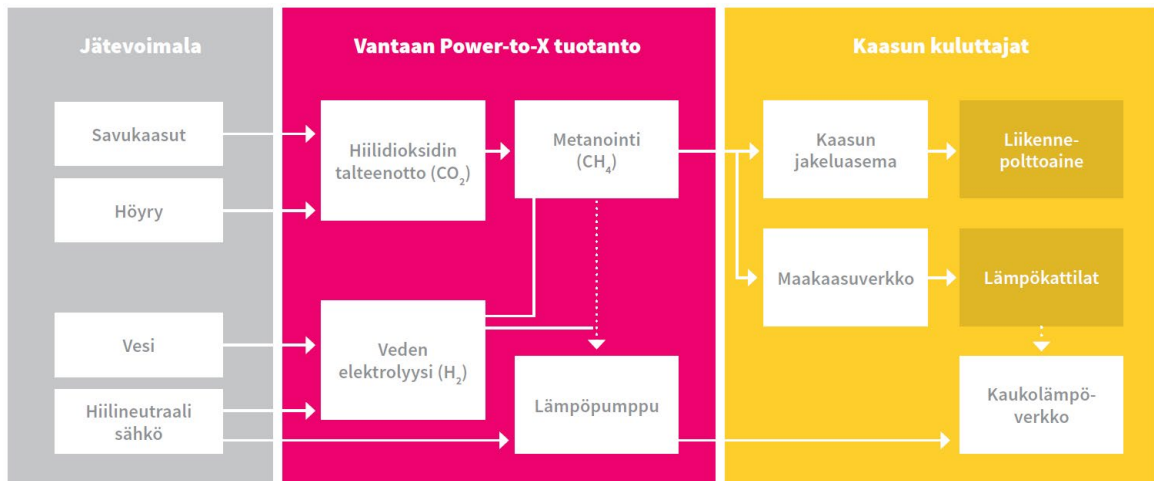 Jätevoimala
Savukaasut
Höyry
Vesi
Hiilineutraali
sähkö
Vantaan Power-to-X tuotanto
Hiilidioksidin
talteenotto (CO₂)
Metanointi
(CH₄)
Veden
elektrolyysi (H₂)
Lämpöpumppu
Kaasun kuluttajat
Kaasun
jakeluasema
Liikenne-
polttoaine
Maakaasuverkko
Lämpökattilat
Kaukolämpö-
verkko